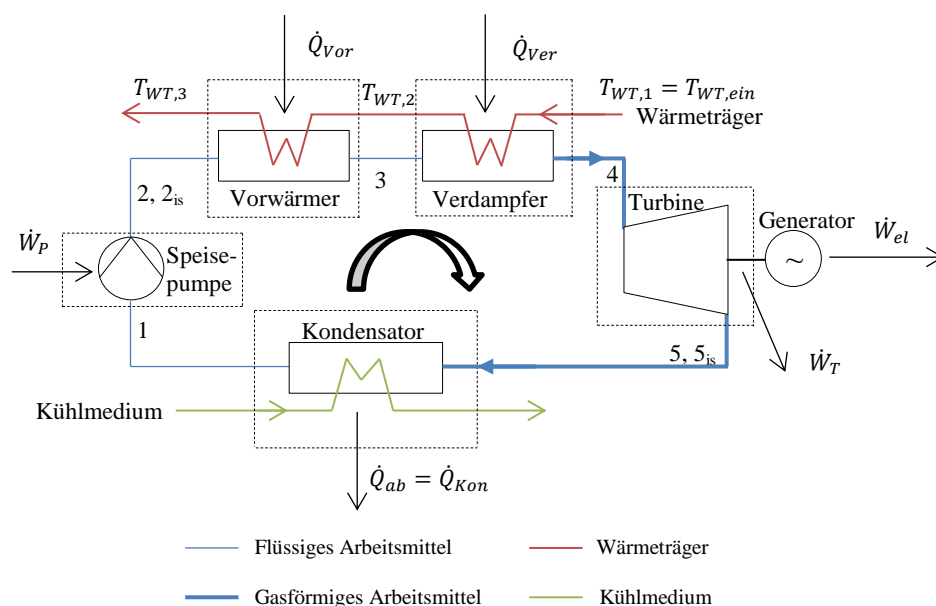 Q̇_Vor
Q̇_Ver
T_WT,3
T_WT,2
T_WT,1 = T_WT,ein
Wärmeträger
Vorwärmer
3
Verdampfer
4
2, 2_is
Turbine
Generator
Ẇ_el
~
Ẇ_P
Speise-
pumpe
1
Kondensator
5, 5_is
Ẇ_T
Kühlmedium
Q̇_ab = Q̇_Kon
Flüssiges Arbeitsmittel
Wärmeträger
Gasförmiges Arbeitsmittel
Kühlmedium